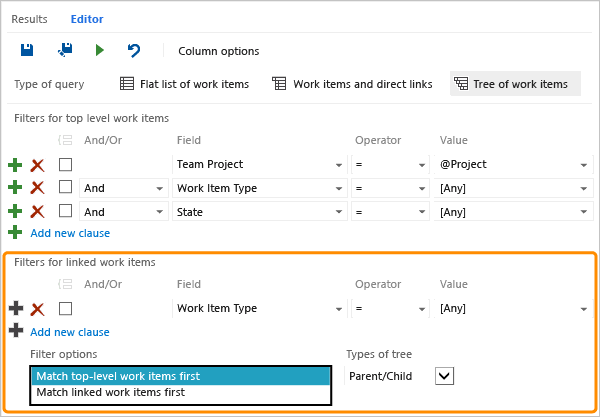 Results Editor
Column options
Type of query Flat list of work items Work items and direct links Tree of work items
Filters for top level work items
And/Or Field Operator Value
Team Project = @Project
And Work Item Type = [Any]
And State = [Any]
Add new clause
Filters for linked work items
And/Or Field Operator Value
Work Item Type = [Any]
Add new clause
Filter options Types of tree
Match top-level work items first Parent/Child
Match linked work items first